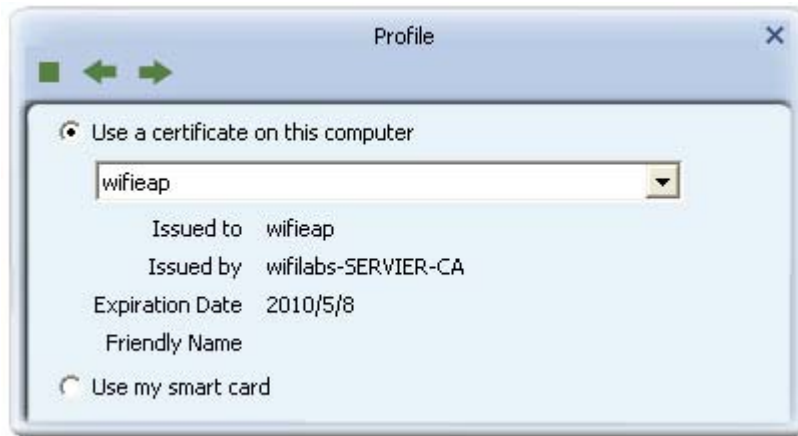 Profile
Use a certificate on this computer
wifieap
Issued to wifieap
Issued by wifilabs-SERVIER-CA
Expiration Date 2010/5/8
Friendly Name
Use my smart card